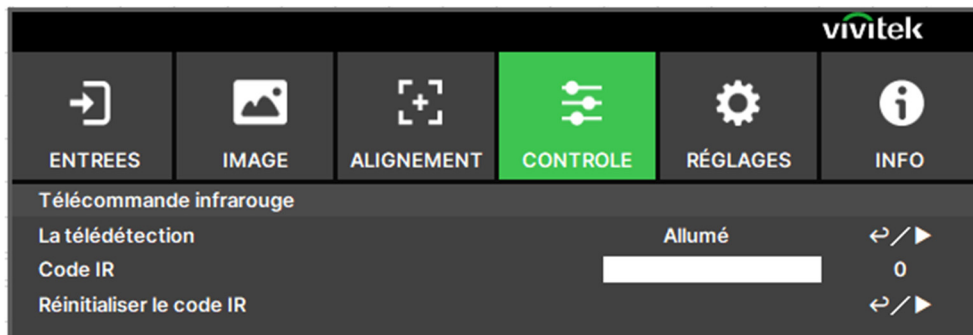 vivitek
ENTREES IMAGE ALIGNEMENT CONTROLE RÉGLAGES INFO
Télécommande infrarouge
La télédétection Allumé ↵/▶
Code IR 0
Réinitialiser le code IR ↵/▶